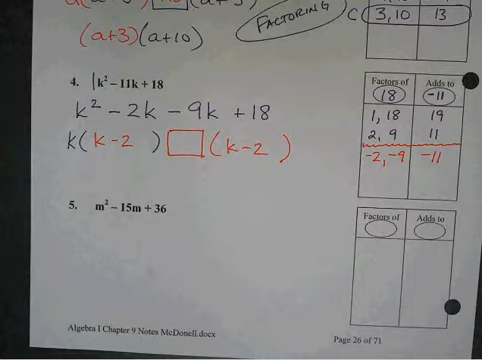 (a+3)(a+10)
FACTORING
C 3, 10 13
4. k² – 11k + 18
k² – 2k – 9k + 18
k( k–2 ) □ ( k–2 )
Factors of Adds to
18 –11
1, 18 19
2, 9 11
–2, –9 –11
5. m² – 15m + 36
Factors of Adds to
Algebra I Chapter 9 Notes McDonell.docx
Page 26 of 71